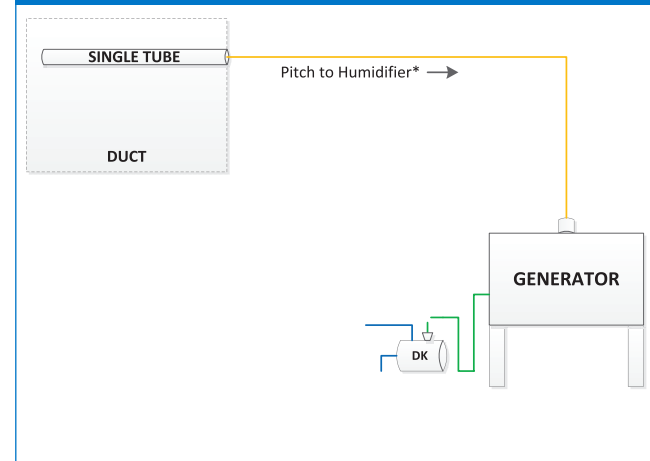 SINGLE TUBE
Pitch to Humidifier*
DUCT
GENERATOR
DK